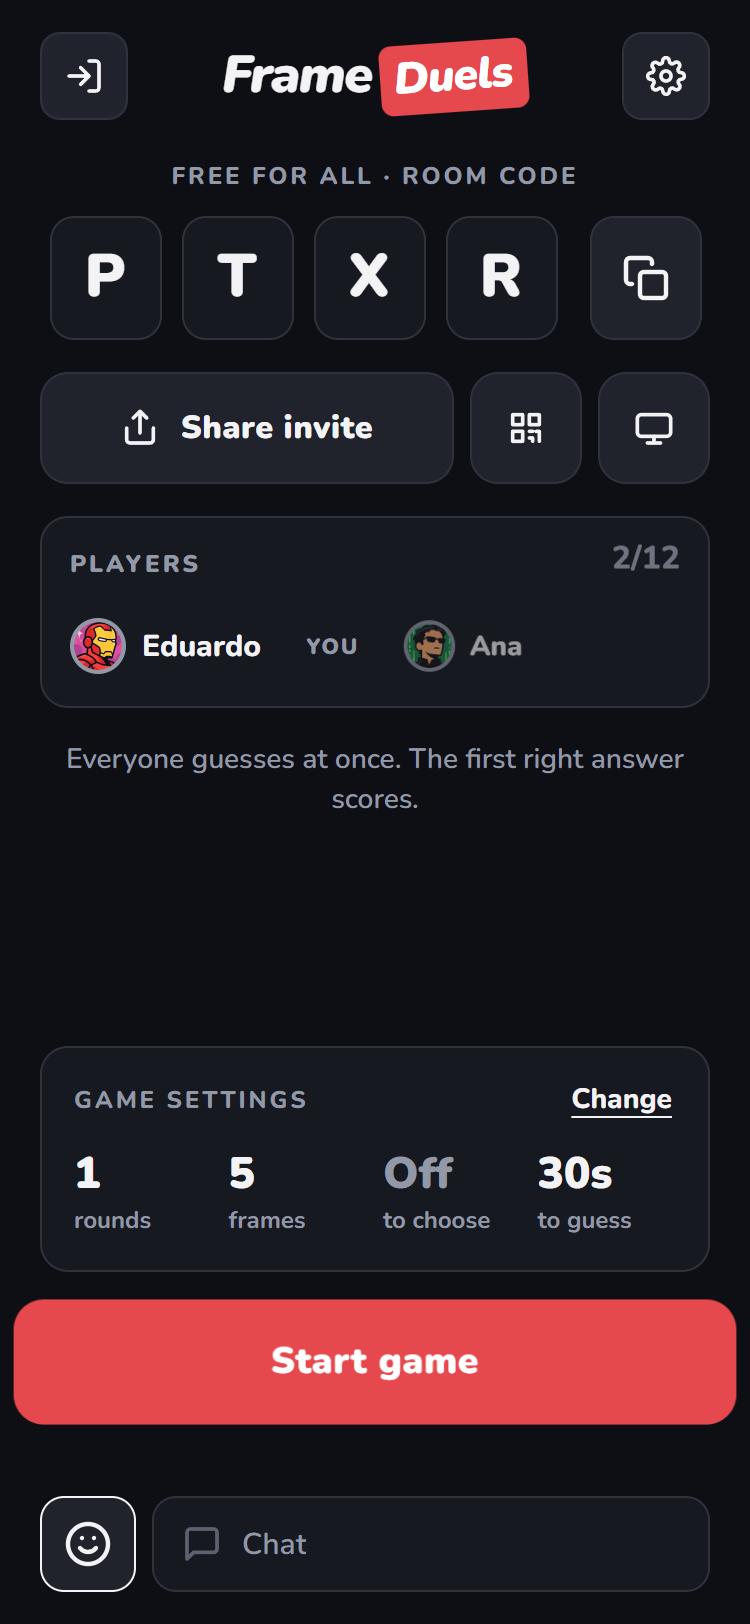 Frame Duels
FREE FOR ALL · ROOM CODE
P T X R
Share invite
PLAYERS 2/12
Eduardo YOU Ana
Everyone guesses at once. The first right answer
scores.
GAME SETTINGS Change
1 5 Off 30s
rounds frames to choose to guess
Start game
Chat